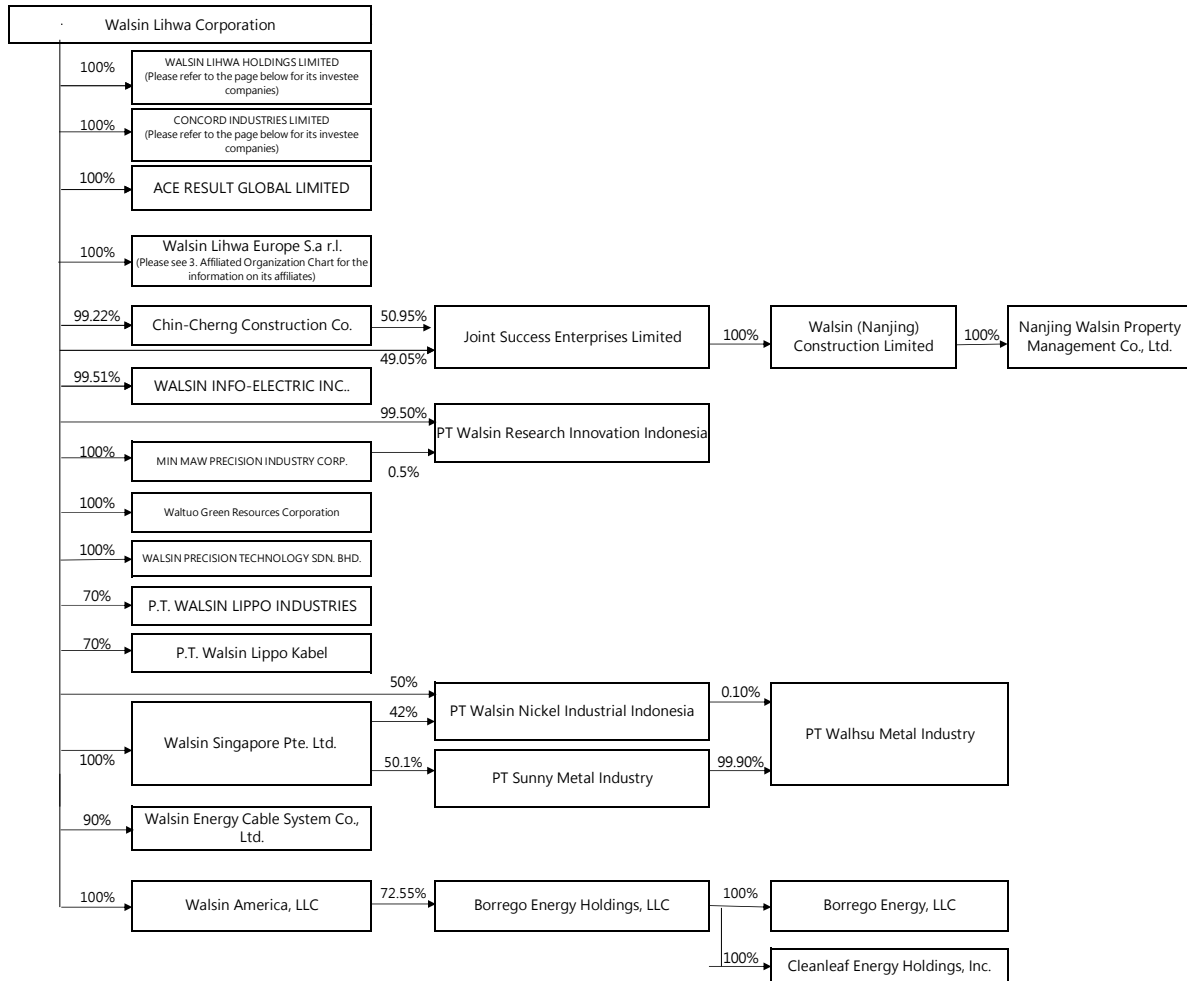 Walsin Lihwa Corporation
100%
WALSIN LIHWA HOLDINGS LIMITED
(Please refer to the page below for its investee
companies)
100%
CONCORD INDUSTRIES LIMITED
(Please refer to the page below for its investee
companies)
100%
ACE RESULT GLOBAL LIMITED
100%
Walsin Lihwa Europe S.a r.l.
(Please see 3. Affiliated Organization Chart for the
information on its affiliates)
99.22%
Chin-Cherng Construction Co.
50.95%
49.05%
Joint Success Enterprises Limited
100%
Walsin (Nanjing)
Construction Limited
100%
Nanjing Walsin Property
Management Co., Ltd.
99.51%
WALSIN INFO-ELECTRIC INC..
99.50%
PT Walsin Research Innovation Indonesia
100%
MIN MAW PRECISION INDUSTRY CORP.
0.5%
100%
Waltuo Green Resources Corporation
100%
WALSIN PRECISION TECHNOLOGY SDN. BHD.
70%
P.T. WALSIN LIPPO INDUSTRIES
70%
P.T. Walsin Lippo Kabel
50%
PT Walsin Nickel Industrial Indonesia
0.10%
PT Walhsu Metal Industry
100%
Walsin Singapore Pte. Ltd.
42%
50.1%
PT Sunny Metal Industry
99.90%
90%
Walsin Energy Cable System Co.,
Ltd.
100%
Walsin America, LLC
72.55%
Borrego Energy Holdings, LLC
100%
Borrego Energy, LLC
100%
Cleanleaf Energy Holdings, Inc.